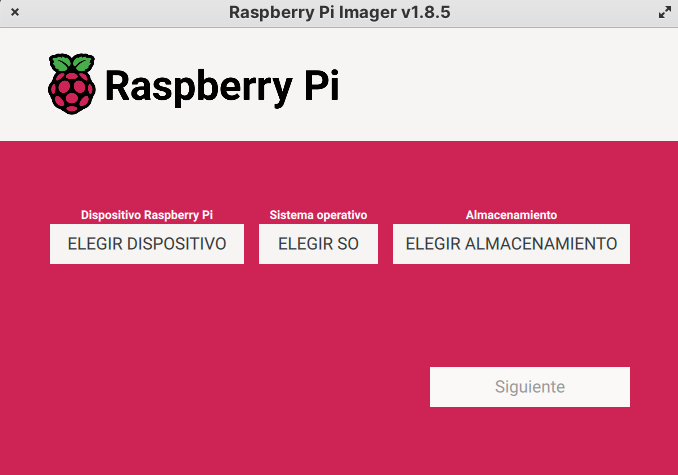 Raspberry Pi Imager v1.8.5
Raspberry Pi
Dispositivo Raspberry Pi
Sistema operativo
Almacenamiento
ELEGIR DISPOSITIVO
ELEGIR SO
ELEGIR ALMACENAMIENTO
Siguiente